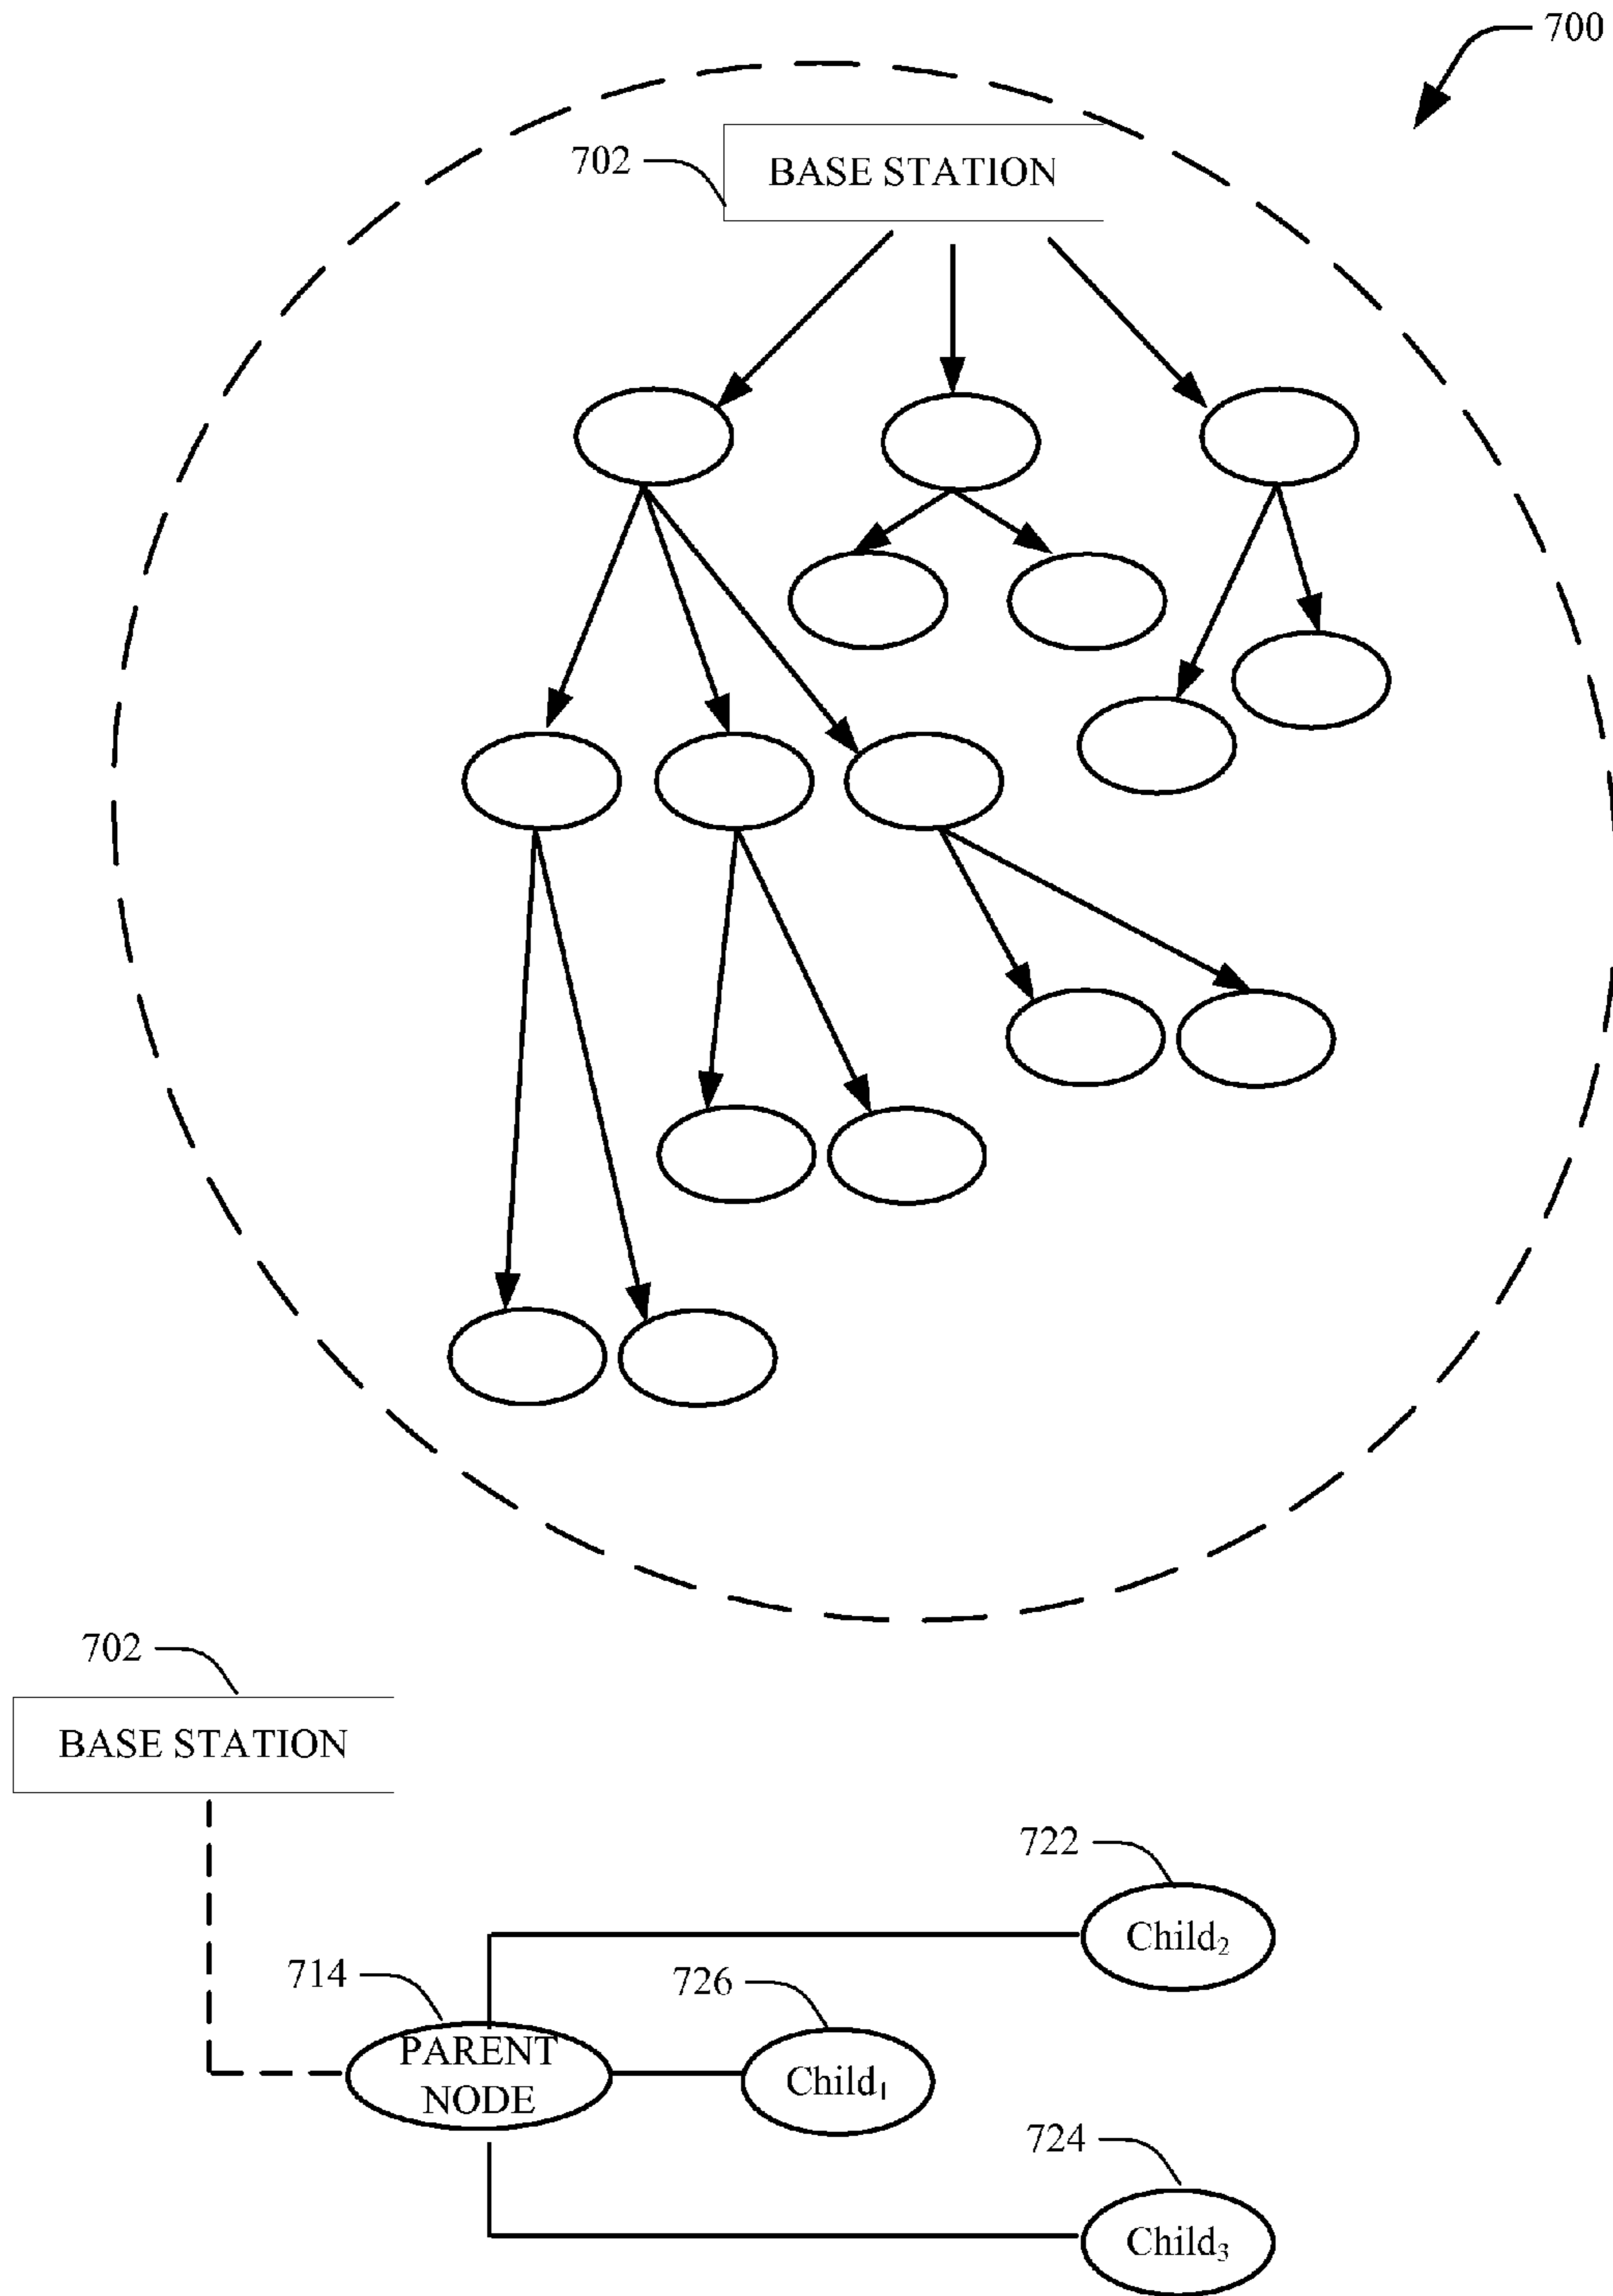 700
702
BASE STATION
702
BASE STATION
722
Child₂
714
726
PARENT
NODE
Child₁
724
Child₃